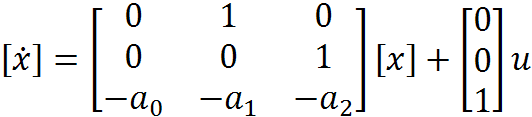 [ẋ] = [0 1 0; 0 0 1; −a₀ −a₁ −a₂] [x] + [0; 0; 1] u